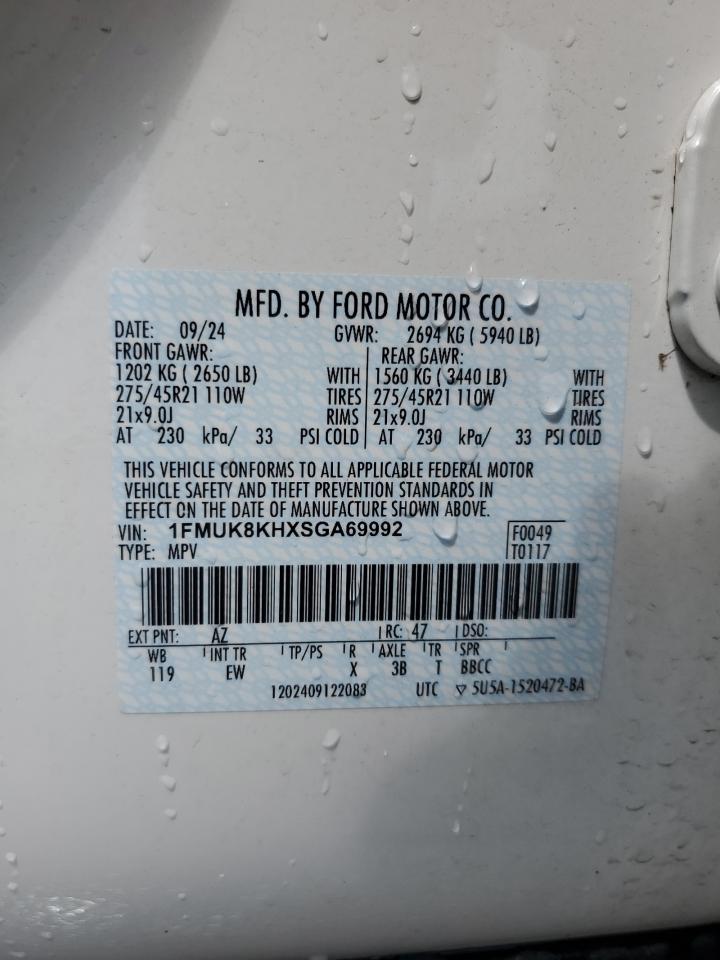 MFD. BY FORD MOTOR CO.
DATE: 09/24 GVWR: 2694 KG ( 5940 LB)
FRONT GAWR: REAR GAWR:
1202 KG ( 2650 LB) WITH 1560 KG ( 3440 LB) WITH
275/45R21 110W TIRES 275/45R21 110W TIRES
21x9.0J RIMS 21x9.0J RIMS
AT 230 kPa/ 33 PSI COLD AT 230 kPa/ 33 PSI COLD
THIS VEHICLE CONFORMS TO ALL APPLICABLE FEDERAL MOTOR
VEHICLE SAFETY AND THEFT PREVENTION STANDARDS IN
EFFECT ON THE DATE OF MANUFACTURE SHOWN ABOVE.
VIN: 1FMUK8KHXSGA69992 F0049
TYPE: MPV T0117
EXT PNT: AZ RC: 47 DSO:
WB INT TR TP/PS R AXLE TR SPR
119 EW X 3B T BBCC
1202409122083 UTC ▽ 5U5A-1520472-BA